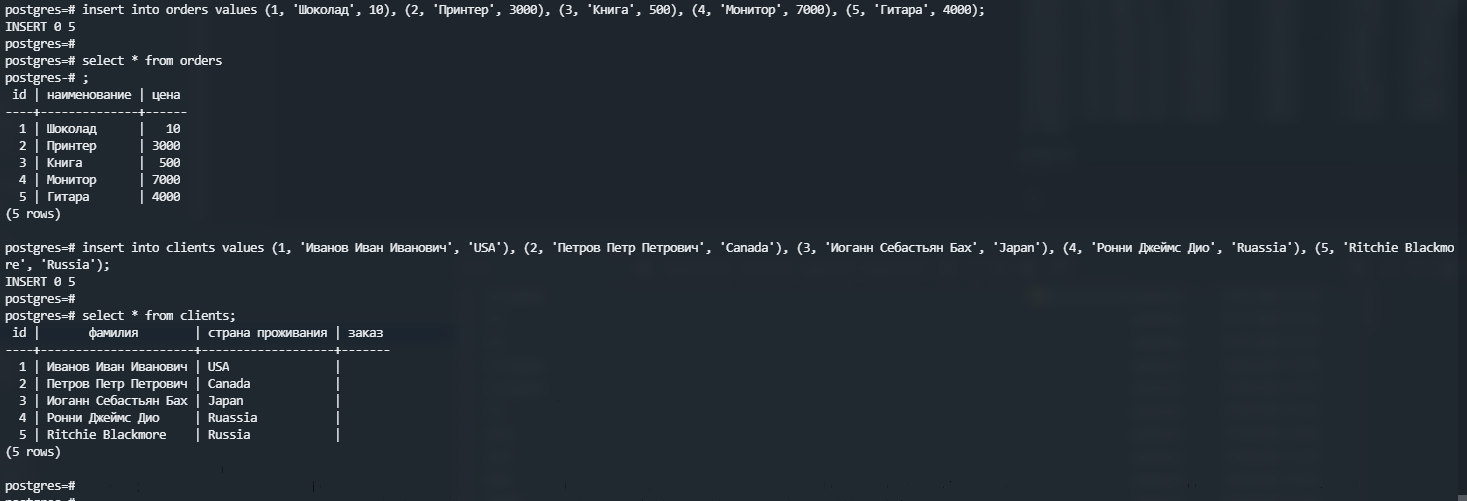 postgres=# insert into orders values (1, 'Шоколад', 10), (2, 'Принтер', 3000), (3, 'Книга', 500), (4, 'Монитор', 7000), (5, 'Гитара', 4000);
INSERT 0 5
postgres=#
postgres=# select * from orders
postgres-# ;
 id | наименование | цена
----+--------------+------
  1 | Шоколад      |   10
  2 | Принтер      | 3000
  3 | Книга        |  500
  4 | Монитор      | 7000
  5 | Гитара       | 4000
(5 rows)

postgres=# insert into clients values (1, 'Иванов Иван Иванович', 'USA'), (2, 'Петров Петр Петрович', 'Canada'), (3, 'Иоганн Себастьян Бах', 'Japan'), (4, 'Ронни Джеймс Дио', 'Ruassia'), (5, 'Ritchie Blackmo
re', 'Russia');
INSERT 0 5
postgres=#
postgres=# select * from clients;
 id |       фамилия        | страна проживания | заказ
----+----------------------+-------------------+-------
  1 | Иванов Иван Иванович | USA               |
  2 | Петров Петр Петрович | Canada            |
  3 | Иоганн Себастьян Бах | Japan             |
  4 | Ронни Джеймс Дио     | Ruassia           |
  5 | Ritchie Blackmore    | Russia            |
(5 rows)

postgres=#
postgres=#